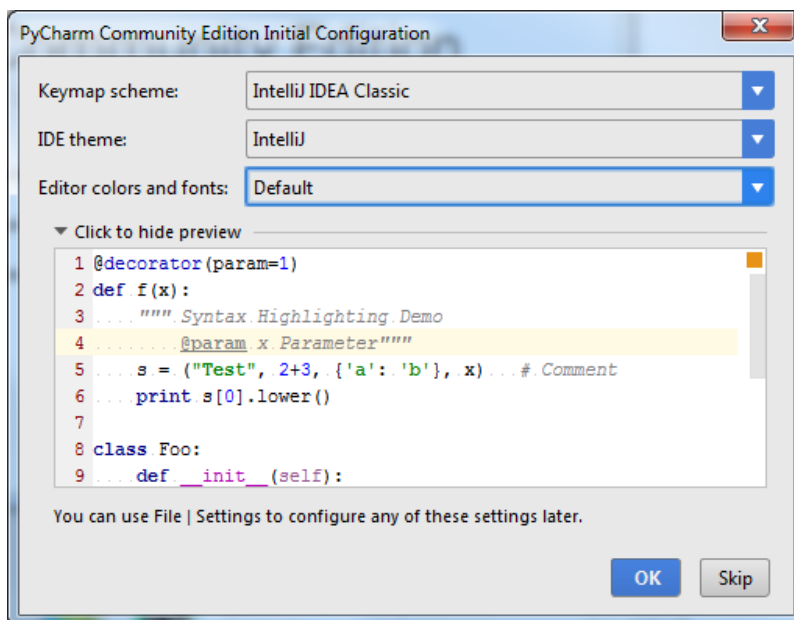 PyCharm Community Edition Initial Configuration
Keymap scheme: IntelliJ IDEA Classic
IDE theme: IntelliJ
Editor colors and fonts: Default
Click to hide preview
1 @decorator(param=1)
2 def f(x):
3     """ Syntax Highlighting Demo
4         @param x Parameter"""
5     s = ("Test", 2+3, {'a': 'b'}, x)   # Comment
6     print s[0].lower()
7
8 class Foo:
9     def __init__(self):
You can use File | Settings to configure any of these settings later.
OK Skip